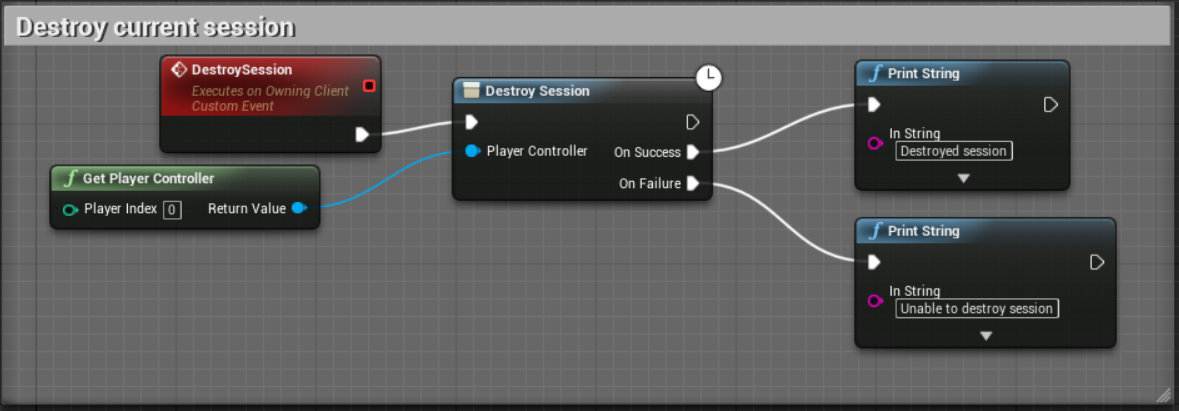 Destroy current session
DestroySession
Executes on Owning Client
Custom Event
Get Player Controller
Player Index 0 Return Value
Destroy Session
Player Controller On Success
On Failure
f Print String
In String
Destroyed session
f Print String
In String
Unable to destroy session